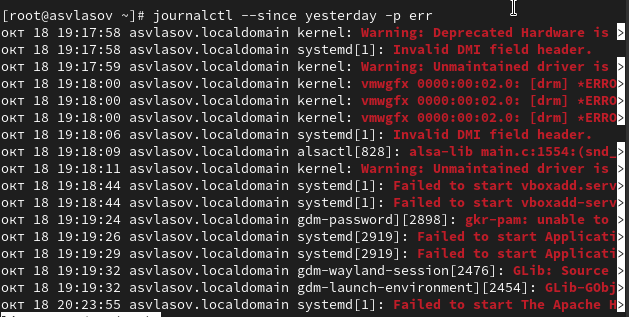 [root@asvlasov ~]# journalctl --since yesterday -p err
окт 18 19:17:58 asvlasov.localdomain kernel: Warning: Deprecated Hardware is >
окт 18 19:17:58 asvlasov.localdomain systemd[1]: Invalid DMI field header.
окт 18 19:17:59 asvlasov.localdomain kernel: Warning: Unmaintained driver is >
окт 18 19:18:00 asvlasov.localdomain kernel: vmwgfx 0000:00:02.0: [drm] *ERRO>
окт 18 19:18:00 asvlasov.localdomain kernel: vmwgfx 0000:00:02.0: [drm] *ERRO>
окт 18 19:18:00 asvlasov.localdomain kernel: vmwgfx 0000:00:02.0: [drm] *ERRO>
окт 18 19:18:06 asvlasov.localdomain systemd[1]: Invalid DMI field header.
окт 18 19:18:09 asvlasov.localdomain alsactl[828]: alsa-lib main.c:1554:(snd_>
окт 18 19:18:11 asvlasov.localdomain kernel: Warning: Unmaintained driver is >
окт 18 19:18:44 asvlasov.localdomain systemd[1]: Failed to start vboxadd.serv>
окт 18 19:18:44 asvlasov.localdomain systemd[1]: Failed to start vboxadd-serv>
окт 18 19:19:24 asvlasov.localdomain gdm-password][2898]: gkr-pam: unable to >
окт 18 19:19:26 asvlasov.localdomain systemd[2919]: Failed to start Applicati>
окт 18 19:19:29 asvlasov.localdomain systemd[2919]: Failed to start Applicati>
окт 18 19:19:32 asvlasov.localdomain gdm-wayland-session[2476]: GLib: Source >
окт 18 19:19:32 asvlasov.localdomain gdm-launch-environment][2454]: GLib-GObj>
окт 18 20:23:55 asvlasov.localdomain systemd[1]: Failed to start The Apache H>